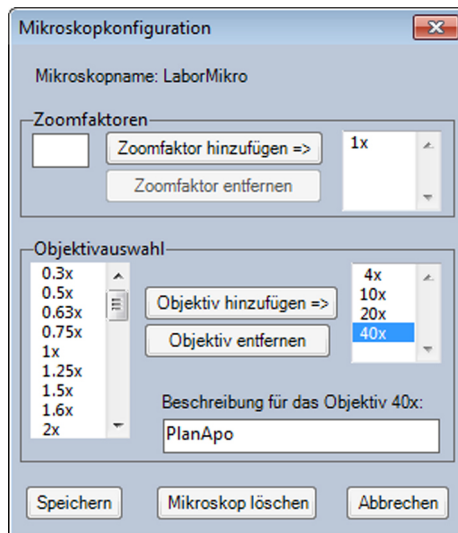 Mikroskopkonfiguration
Mikroskopname: LaborMikro
Zoomfaktoren
Zoomfaktor hinzufügen =>
1x
Zoomfaktor entfernen
Objektivauswahl
0.3x
0.5x
0.63x
0.75x
1x
1.25x
1.5x
1.6x
2x
Objektiv hinzufügen =>
Objektiv entfernen
4x
10x
20x
40x
Beschreibung für das Objektiv 40x:
PlanApo
Speichern
Mikroskop löschen
Abbrechen